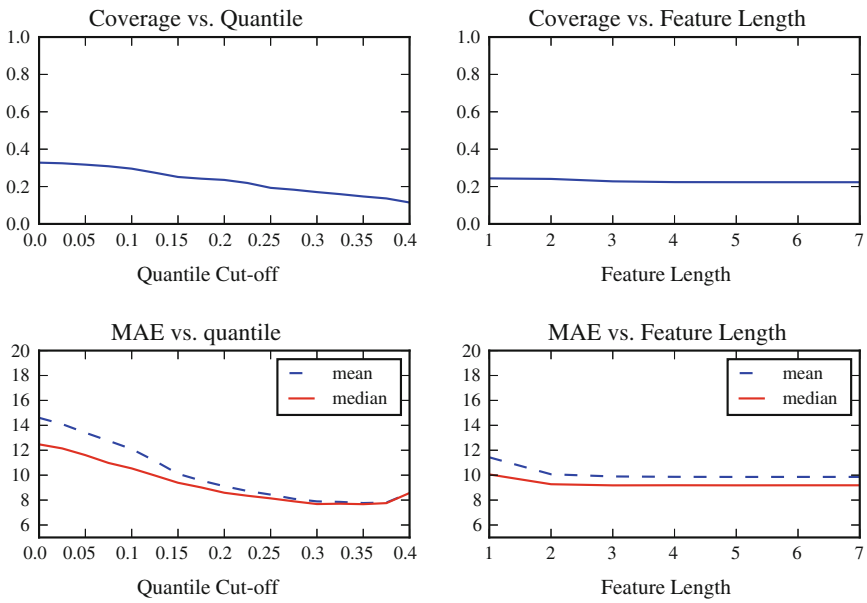 Coverage vs. Quantile
1.0
0.8
0.6
0.4
0.2
0.0
0.0 0.05 0.1 0.15 0.2 0.25 0.3 0.35 0.4
Quantile Cut-off
Coverage vs. Feature Length
1.0
0.8
0.6
0.4
0.2
0.0
1 2 3 4 5 6 7
Feature Length
MAE vs. quantile
20
18
16
14
12
10
8
6
mean
median
0.0 0.05 0.1 0.15 0.2 0.25 0.3 0.35 0.4
Quantile Cut-off
MAE vs. Feature Length
20
18
16
14
12
10
8
6
mean
median
1 2 3 4 5 6 7
Feature Length